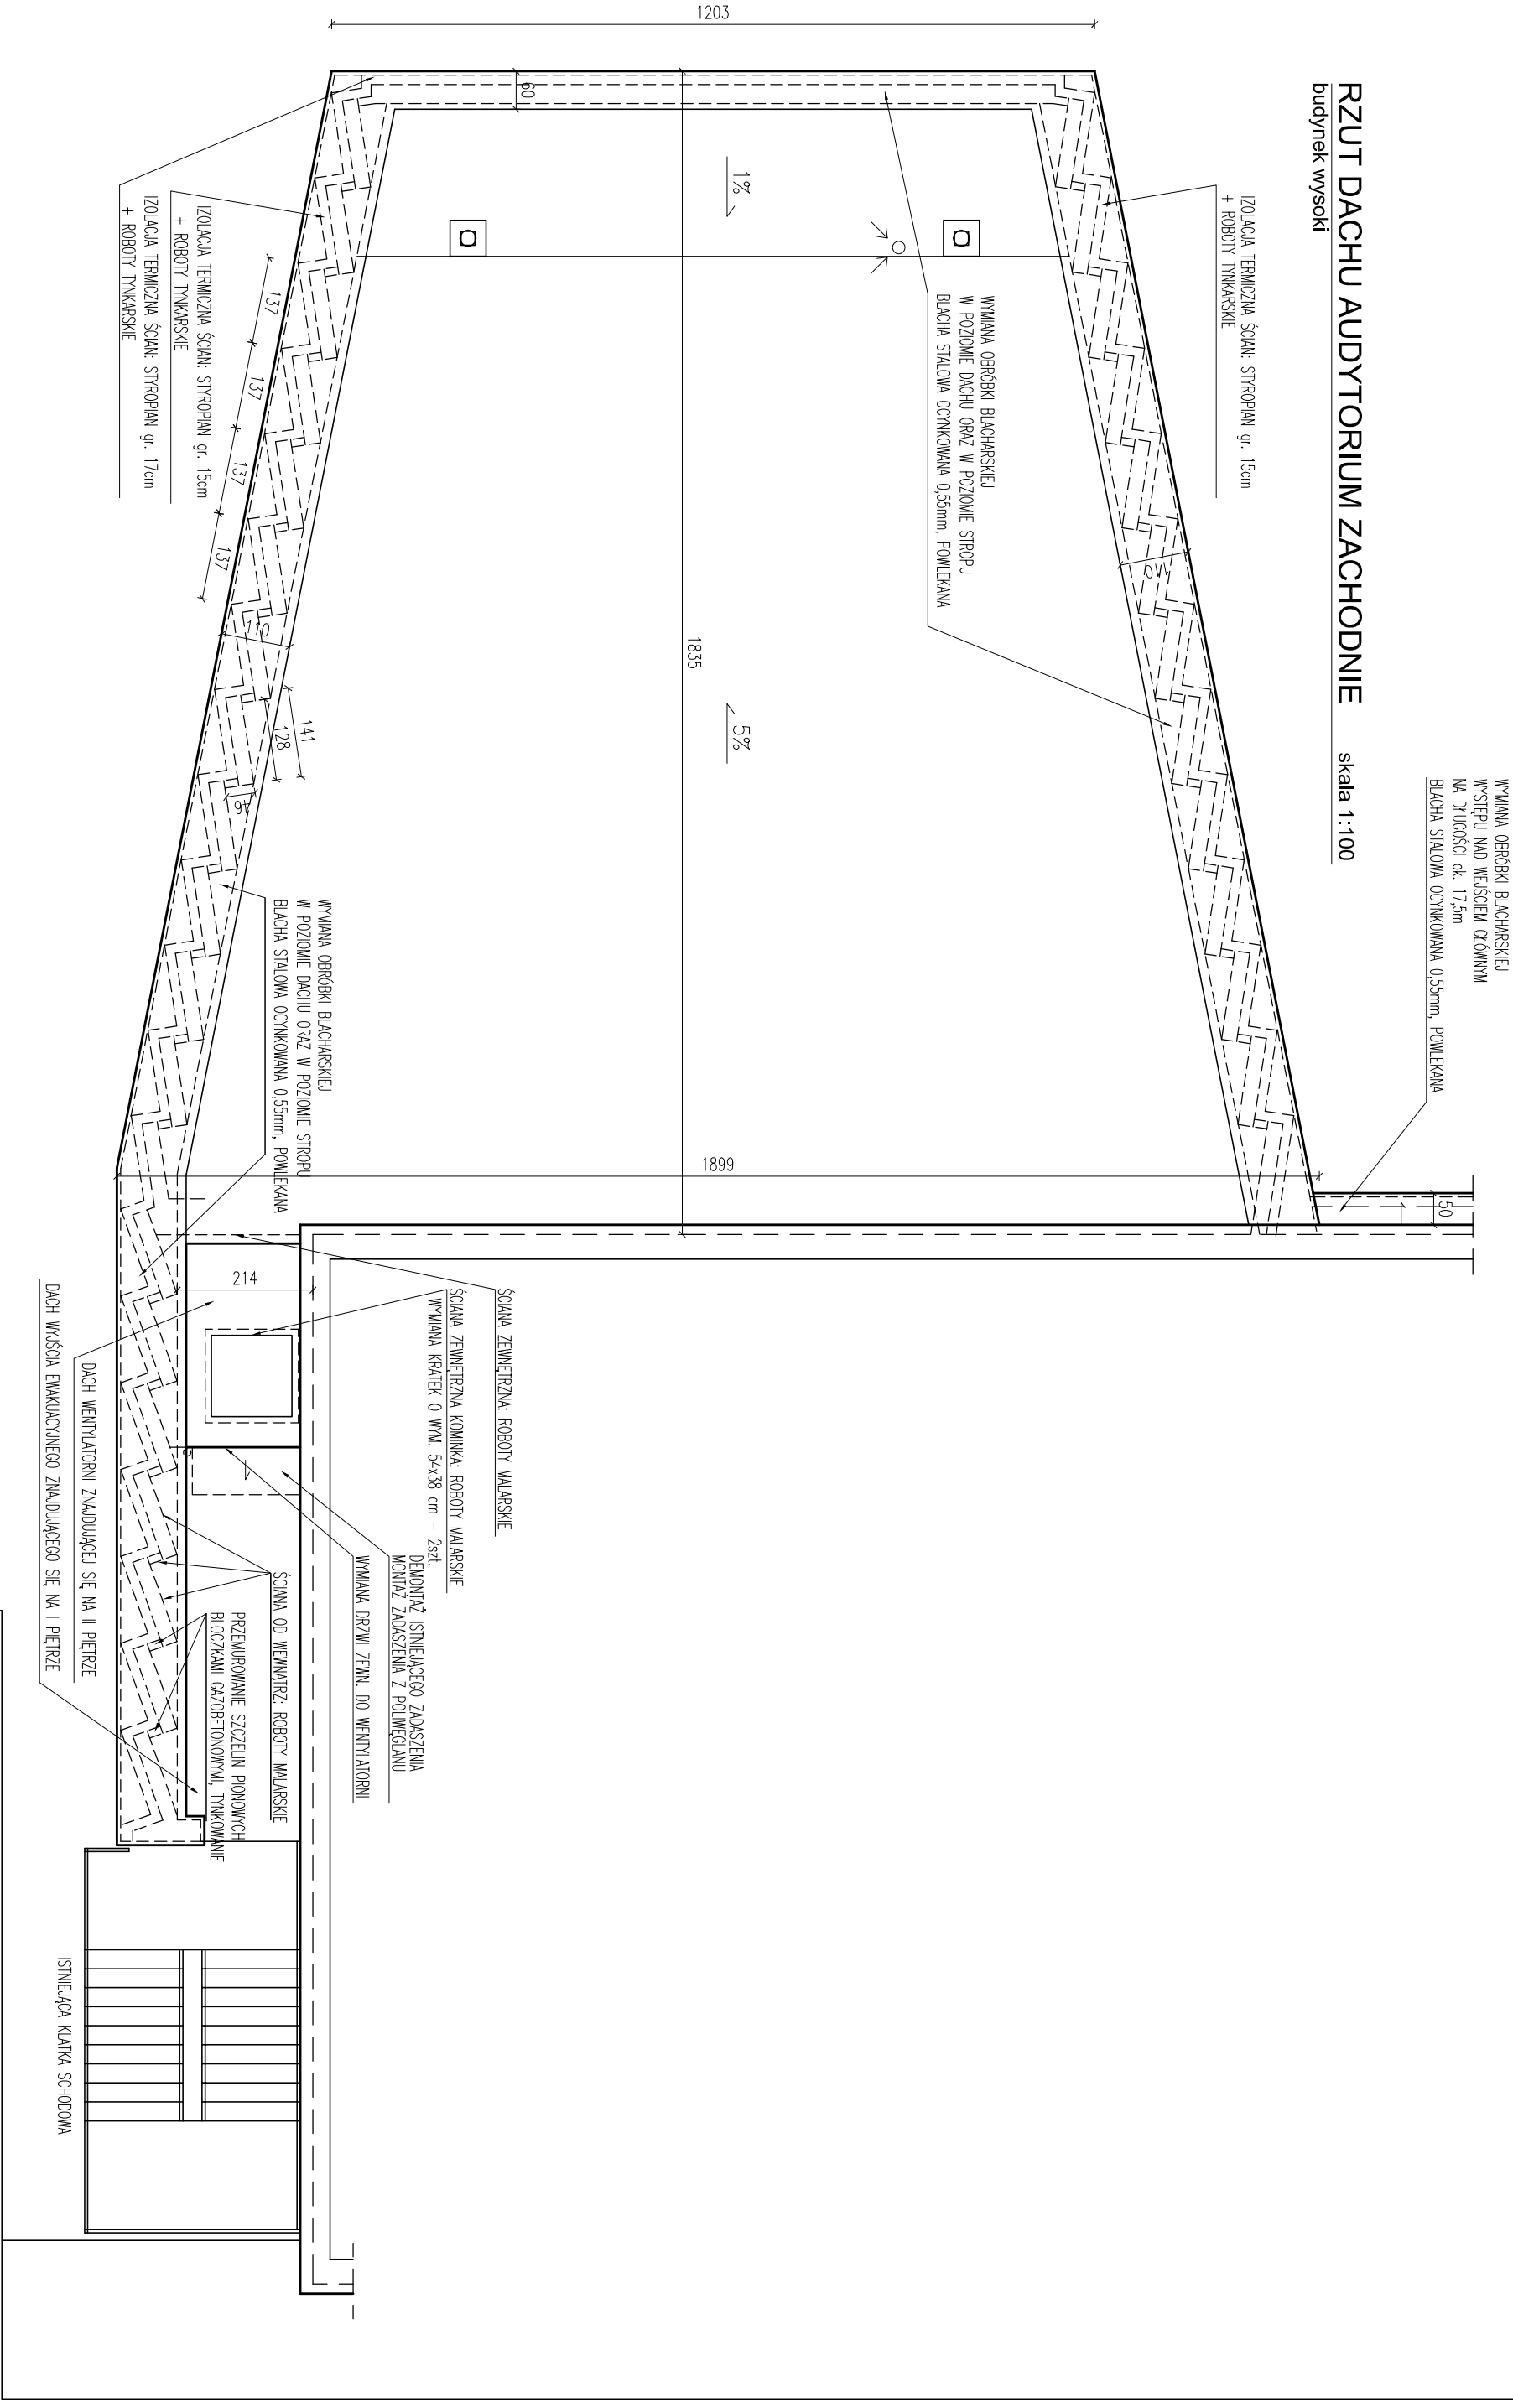 RZUT DACHU AUDYTORIUM ZACHODNIE skala 1:100
budynek wysoki
WYMIANA OBRÓBKI BLACHARSKIEJ
WYSTĘPU NAD WEJŚCIEM GŁÓWNYM
NA DŁUGOŚCI ok. 17,5m
BLACHA STALOWA OCYNKOWANA 0,55mm, POWLEKANA
IZOLACJA TERMICZNA ŚCIAN: STYROPIAN gr. 15cm
+ ROBOTY TYNKARSKIE
WYMIANA OBRÓBKI BLACHARSKIEJ
W POZIOMIE DACHU ORAZ W POZIOMIE STROPU
BLACHA STALOWA OCYNKOWANA 0,55mm, POWLEKANA
1203
60
1%
5%
1835
110
50
1899
IZOLACJA TERMICZNA ŚCIAN: STYROPIAN gr. 15cm
+ ROBOTY TYNKARSKIE
IZOLACJA TERMICZNA ŚCIAN: STYROPIAN gr. 17cm
+ ROBOTY TYNKARSKIE
137
137
137
137
110
141
128
WYMIANA OBRÓBKI BLACHARSKIEJ
W POZIOMIE DACHU ORAZ W POZIOMIE STROPU
BLACHA STALOWA OCYNKOWANA 0,55mm, POWLEKANA
214
ŚCIANA ZEWNĘTRZNA: ROBOTY MALARSKIE
ŚCIANA ZEWNĘTRZNA KOMINKA: ROBOTY MALARSKIE
WYMIANA KRATEK O WYM. 54x38 cm - 2szt.
DEMONTAŻ ISTNIEJĄCEGO ZADASZENIA
MONTAŻ ZADASZENIA Z POLIWĘGLANU
WYMIANA DRZWI ZEWN. DO WENTYLATORNI
ŚCIANA OD WEWNĄTRZ: ROBOTY MALARSKIE
PRZEMUROWANIE SZCZELIN PIONOWYCH
BLOCZKAMI GAZOBETONOWYMI, TYNKOWANIE
DACH WENTYLATORNI ZNAJDUJĄCEJ SIĘ NA II PIĘTRZE
DACH WYJŚCIA EWAKUACYJNEGO ZNAJDUJĄCEGO SIĘ NA I PIĘTRZE
ISTNIEJĄCA KLATKA SCHODOWA